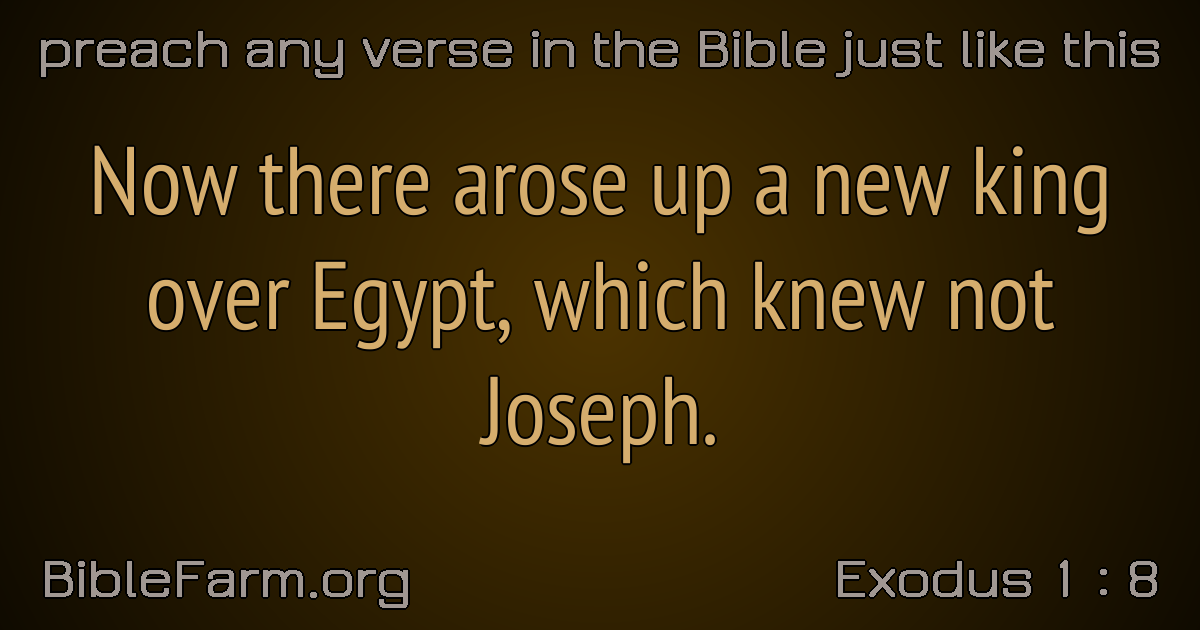 preach any verse in the Bible just like this
Now there arose up a new king
over Egypt, which knew not
Joseph.
BibleFarm.org
Exodus 1 : 8